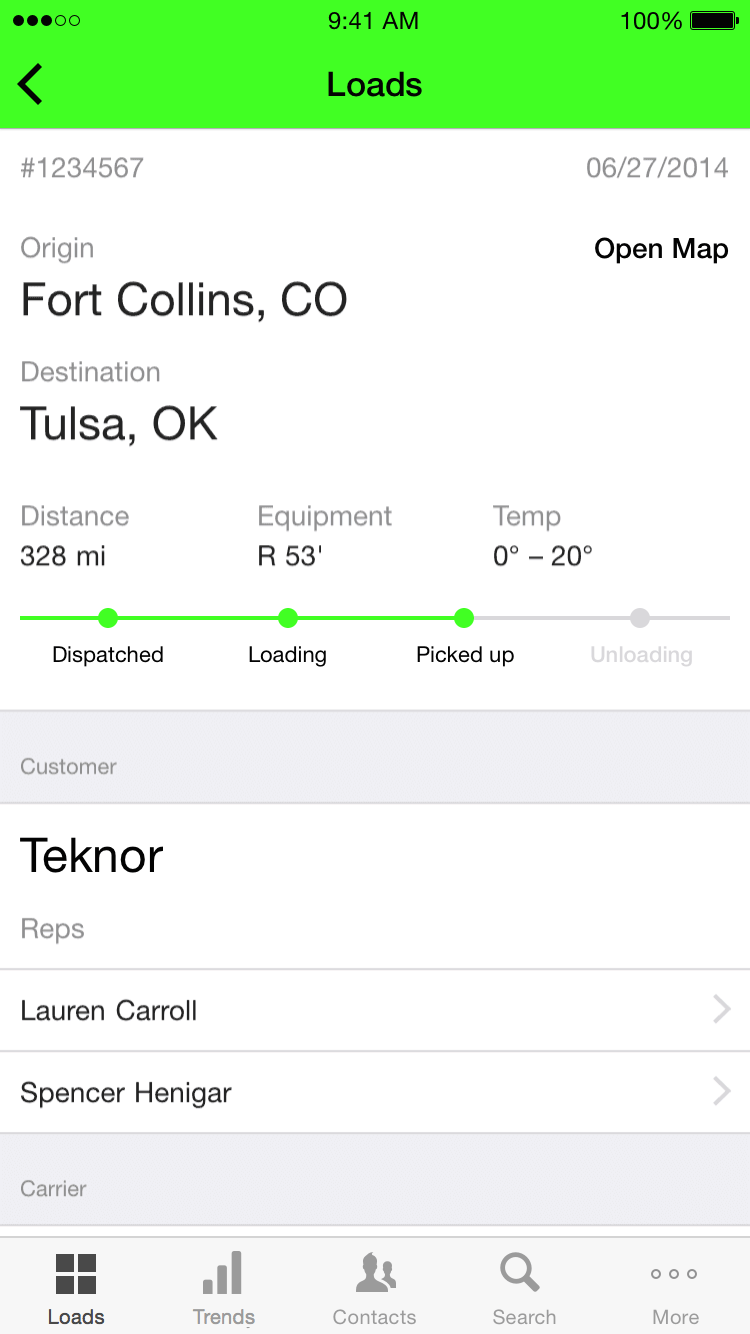 9:41 AM 100%
Loads
#1234567 06/27/2014
Origin Open Map
Fort Collins, CO
Destination
Tulsa, OK
Distance Equipment Temp
328 mi R 53' 0° – 20°
Dispatched Loading Picked up Unloading
Customer
Teknor
Reps
Lauren Carroll
Spencer Henigar
Carrier
Loads Trends Contacts Search More